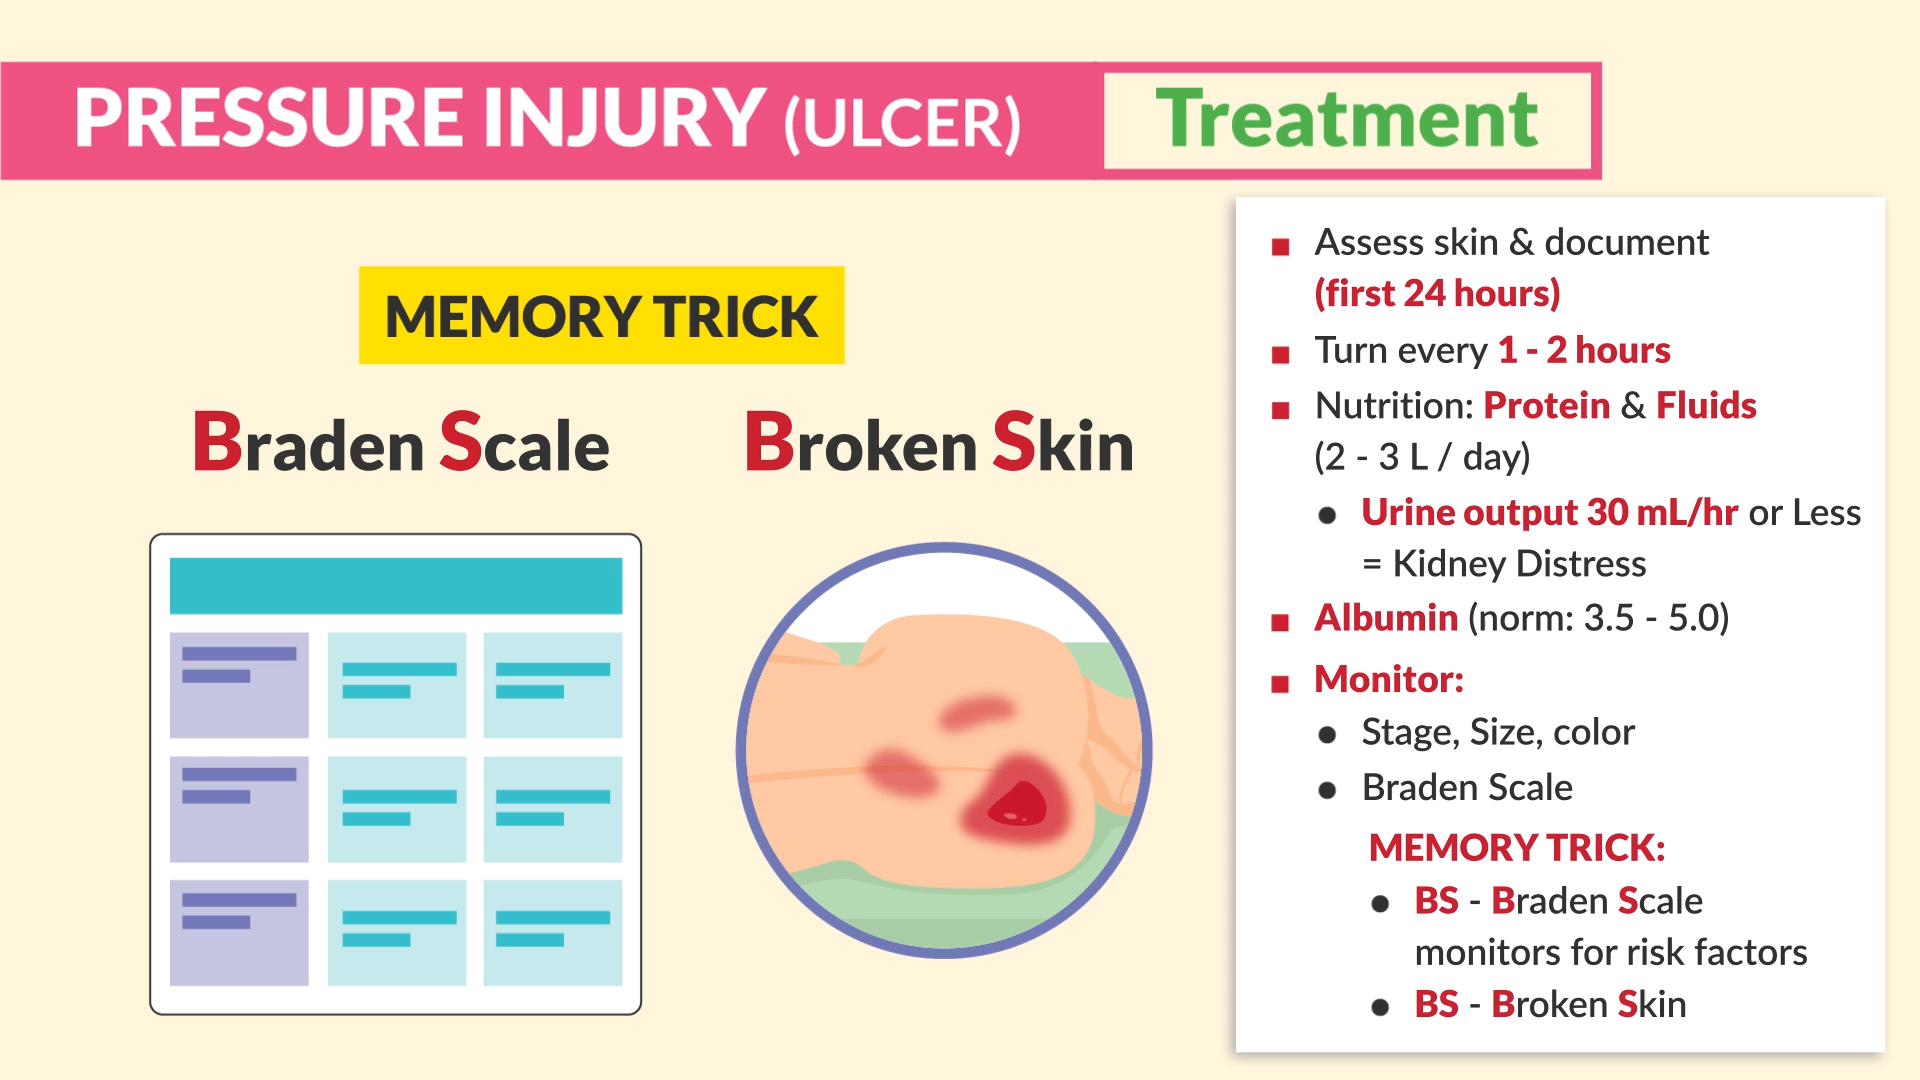 PRESSURE INJURY (ULCER)
Treatment
MEMORY TRICK
Braden Scale
Broken Skin
Assess skin & document
(first 24 hours)
Turn every 1 - 2 hours
Nutrition: Protein & Fluids
(2 - 3 L / day)
Urine output 30 mL/hr or Less
= Kidney Distress
Albumin (norm: 3.5 - 5.0)
Monitor:
Stage, Size, color
Braden Scale
MEMORY TRICK:
BS - Braden Scale
monitors for risk factors
BS - Broken Skin